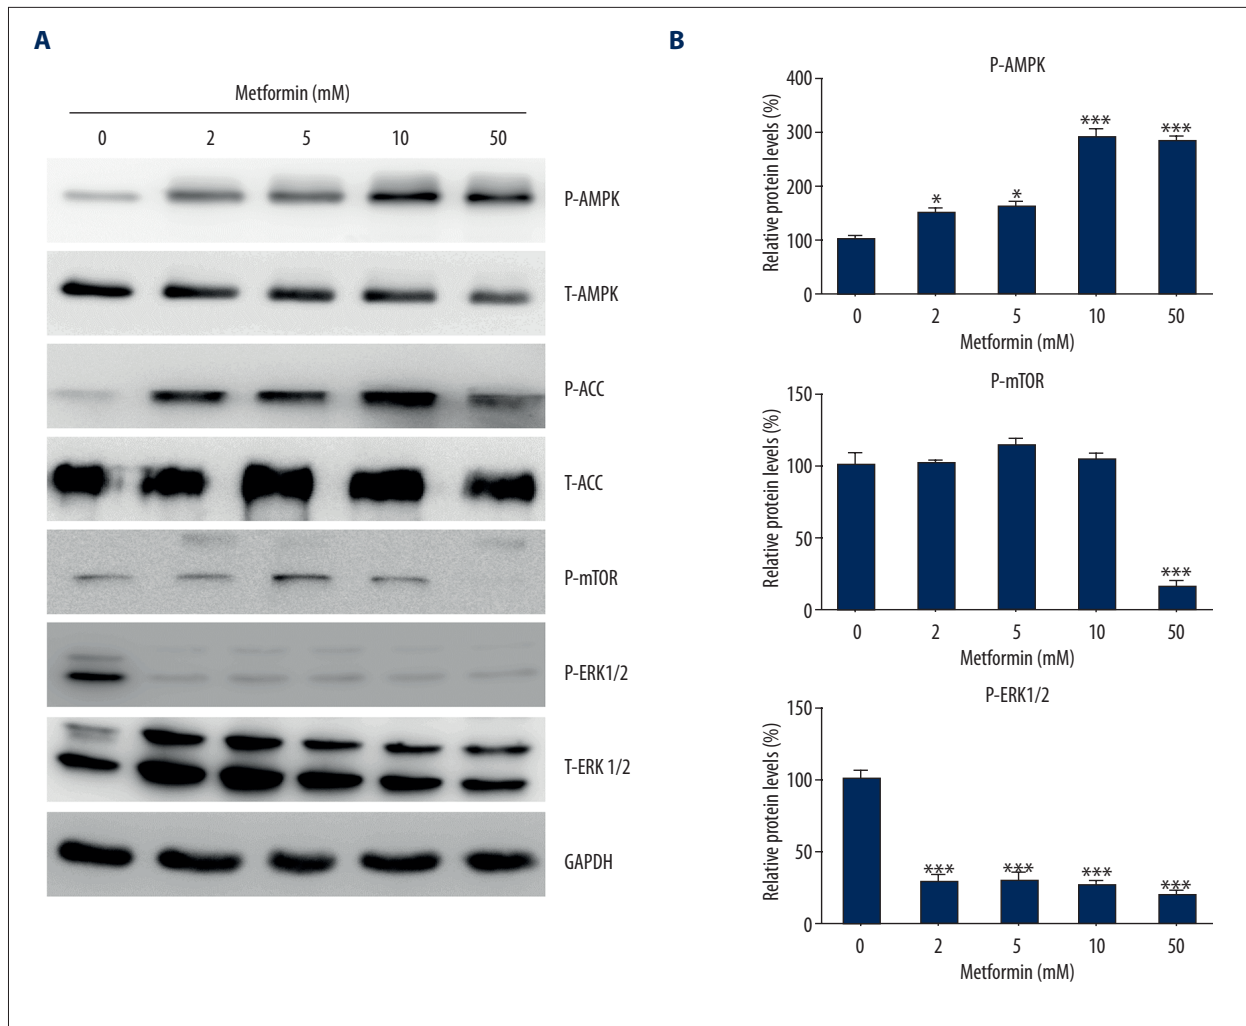 A
Metformin (mM)
0 2 5 10 50
P-AMPK
T-AMPK
P-ACC
T-ACC
P-mTOR
P-ERK1/2
T-ERK 1/2
GAPDH
B
P-AMPK
Relative protein levels (%)
400
300
200
100
0
* * *** ***
0 2 5 10 50
Metformin (mM)
P-mTOR
Relative protein levels (%)
150
100
50
0
***
0 2 5 10 50
Metformin (mM)
P-ERK1/2
Relative protein levels (%)
150
100
50
0
*** *** *** ***
0 2 5 10 50
Metformin (mM)